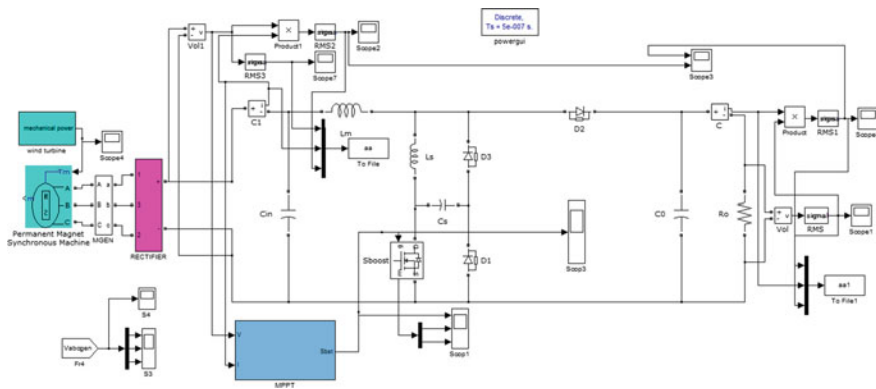 Discrete,
Ts = 5e-007 s.
powergui
Vol1
Product1
RMS2
Scope2
RMS3
Scope7
Scope3
mechanical power
wind turbine
Scope4
C1
Lm
aa
To File
D2
C
Product
RMS1
Scope
Ls
D3
Cs
Cin
C0
Ro
Vol
RMS
Scope1
A
B
C
MGEN
RECTIFIER
Permanent Magnet
Synchronous Machine
Sboost
D1
Scop3
aa1
To File1
S4
Vabcgen
Fr4
S3
V
I
MPPT
Scop1